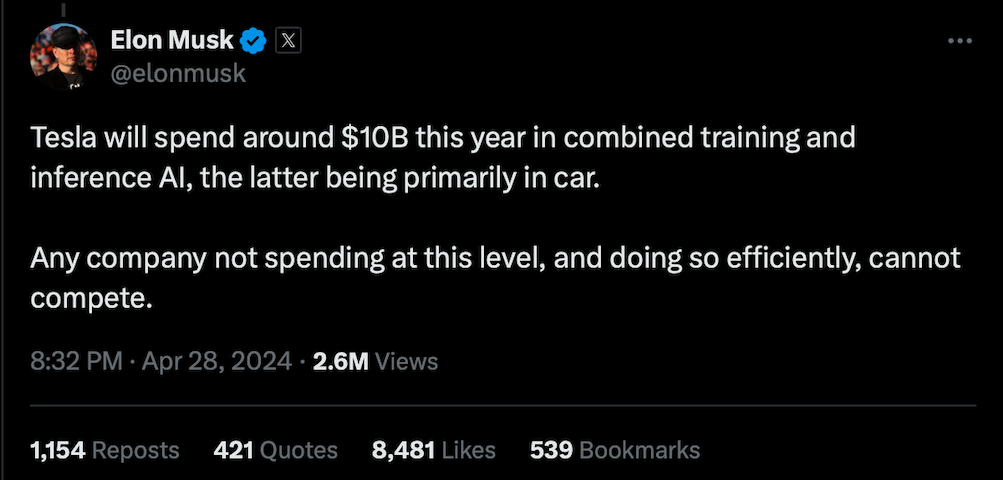 Elon Musk
@elonmusk
Tesla will spend around $10B this year in combined training and
inference AI, the latter being primarily in car.
Any company not spending at this level, and doing so efficiently, cannot
compete.
8:32 PM · Apr 28, 2024 · 2.6M Views
1,154 Reposts 421 Quotes 8,481 Likes 539 Bookmarks